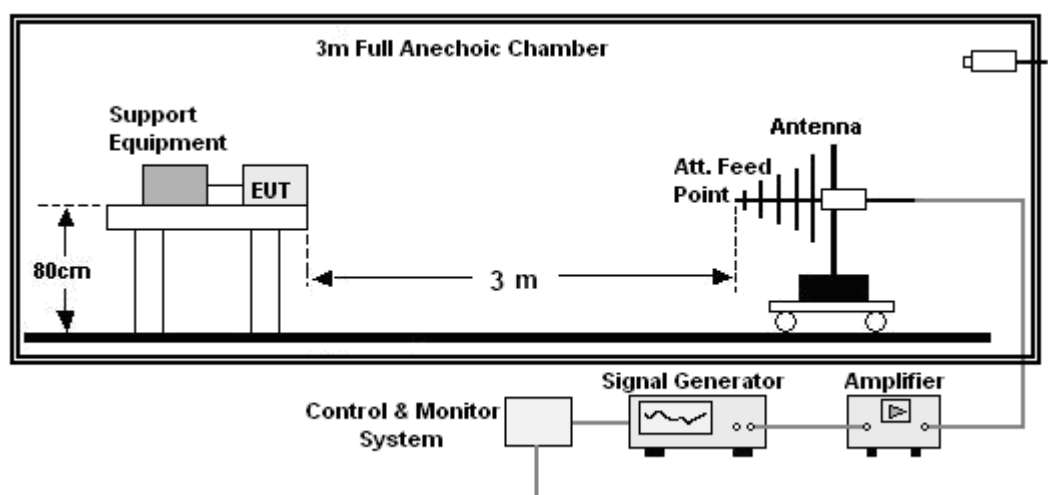 3m Full Anechoic Chamber
Support
Equipment
EUT
80cm
3 m
Antenna
Att. Feed
Point
Signal Generator
Amplifier
Control & Monitor
System